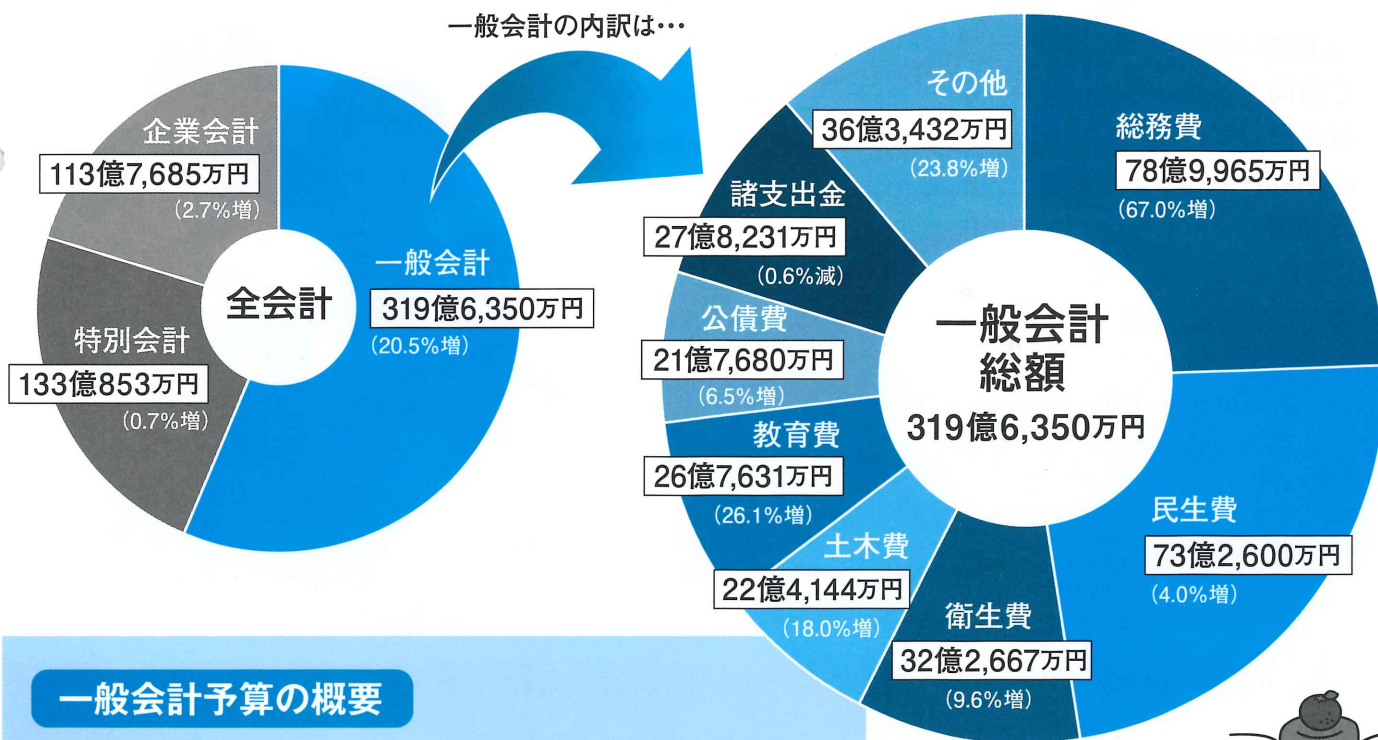 一般会計の内訳は…
企業会計
113億7,685万円
（2.7%増）
特別会計
133億853万円
（0.7%増）
全会計
一般会計
319億6,350万円
（20.5%増）
その他
36億3,432万円
（23.8%増）
総務費
78億9,965万円
（67.0%増）
諸支出金
27億8,231万円
（0.6%減）
公債費
21億7,680万円
（6.5%増）
教育費
26億7,631万円
（26.1%増）
土木費
22億4,144万円
（18.0%増）
衛生費
32億2,667万円
（9.6%増）
民生費
73億2,600万円
（4.0%増）
一般会計
総額
319億6,350万円
一般会計予算の概要